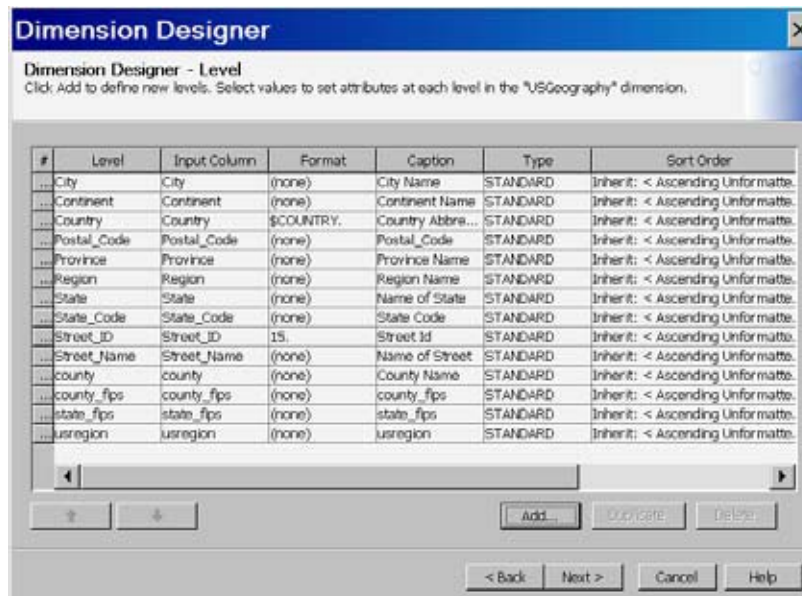 Dimension Designer
Dimension Designer - Level
Click Add to define new levels. Select values to set attributes at each level in the "USGeography" dimension.
# Level Input Column Format Caption Type Sort Order
... City City (none) City Name STANDARD Inherit: < Ascending Unformatte.
... Continent Continent (none) Continent Name STANDARD Inherit: < Ascending Unformatte.
... Country Country $COUNTRY. Country Abbre... STANDARD Inherit: < Ascending Unformatte.
... Postal_Code Postal_Code (none) Postal_Code STANDARD Inherit: < Ascending Unformatte.
... Province Province (none) Province Name STANDARD Inherit: < Ascending Unformatte.
... Region Region (none) Region Name STANDARD Inherit: < Ascending Unformatte.
... State State (none) Name of State STANDARD Inherit: < Ascending Unformatte.
... State_Code State_Code (none) State Code STANDARD Inherit: < Ascending Unformatte.
... Street_ID Street_ID 15. Street Id STANDARD Inherit: < Ascending Unformatte.
... Street_Name Street_Name (none) Name of Street STANDARD Inherit: < Ascending Unformatte.
... county county (none) County Name STANDARD Inherit: < Ascending Unformatte.
... county_fips county_fips (none) county_fips STANDARD Inherit: < Ascending Unformatte.
... state_fips state_fips (none) state_fips STANDARD Inherit: < Ascending Unformatte.
... usregion usregion (none) usregion STANDARD Inherit: < Ascending Unformatte.
Add... Duplicate Delete
< Back Next > Cancel Help